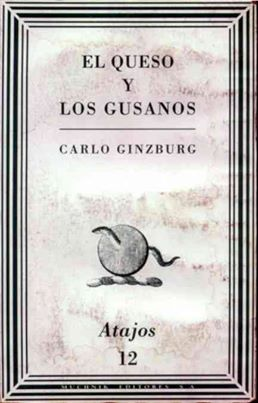 EL QUESO
Y
LOS GUSANOS
CARLO GINZBURG
Atajos
12
MUCHNIK EDITORES S.A.